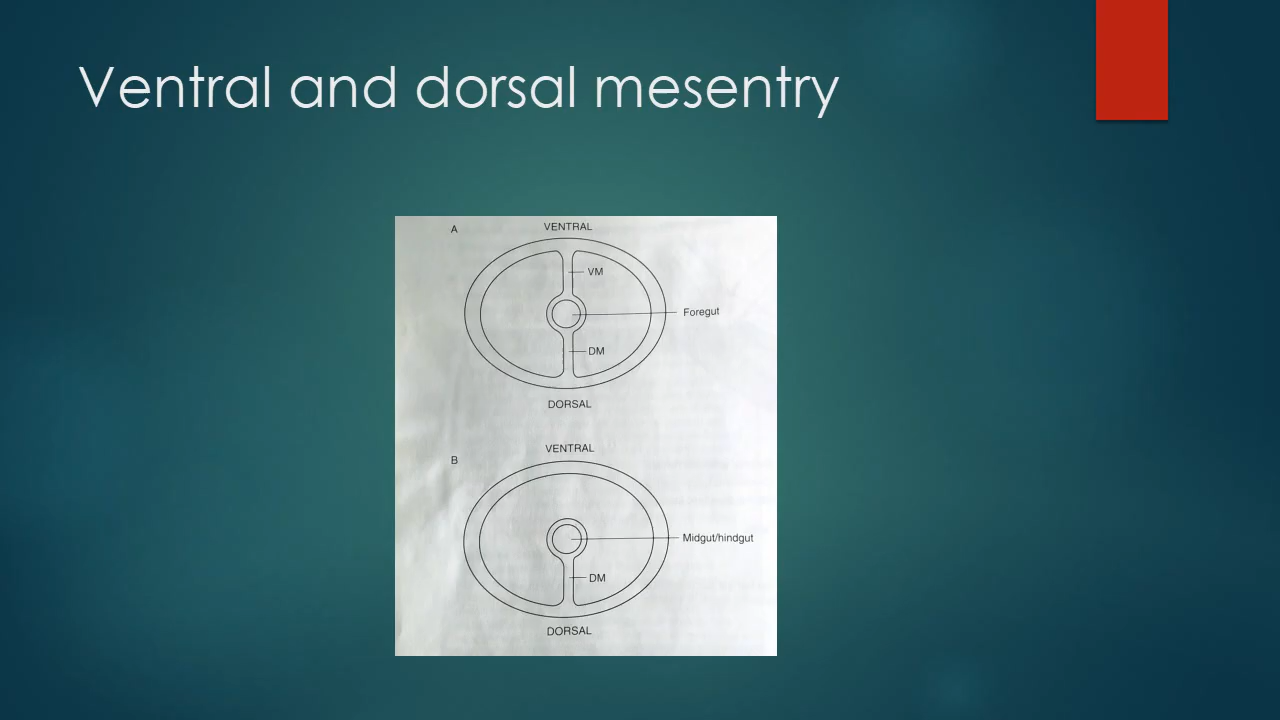 Ventral and dorsal mesentry
A
VENTRAL
VM
Foregut
DM
DORSAL
VENTRAL
B
Midgut/hindgut
DM
DORSAL